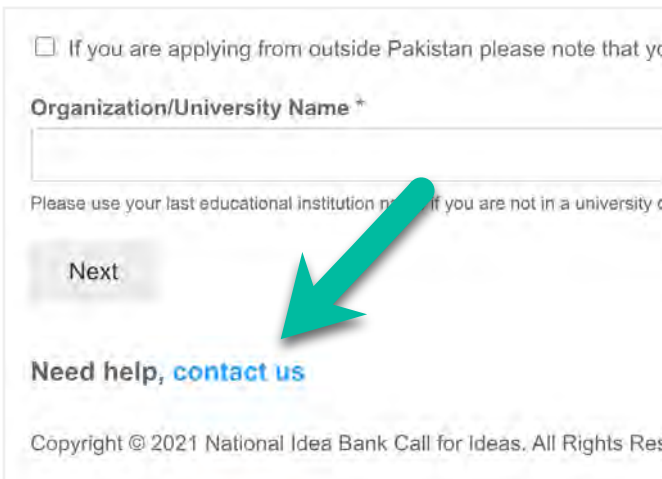 If you are applying from outside Pakistan please note that
Organization/University Name *
Please use your last educational institution if you are not in a university
Next
Need help, contact us
Copyright © 2021 National Idea Bank Call for Ideas. All Rights